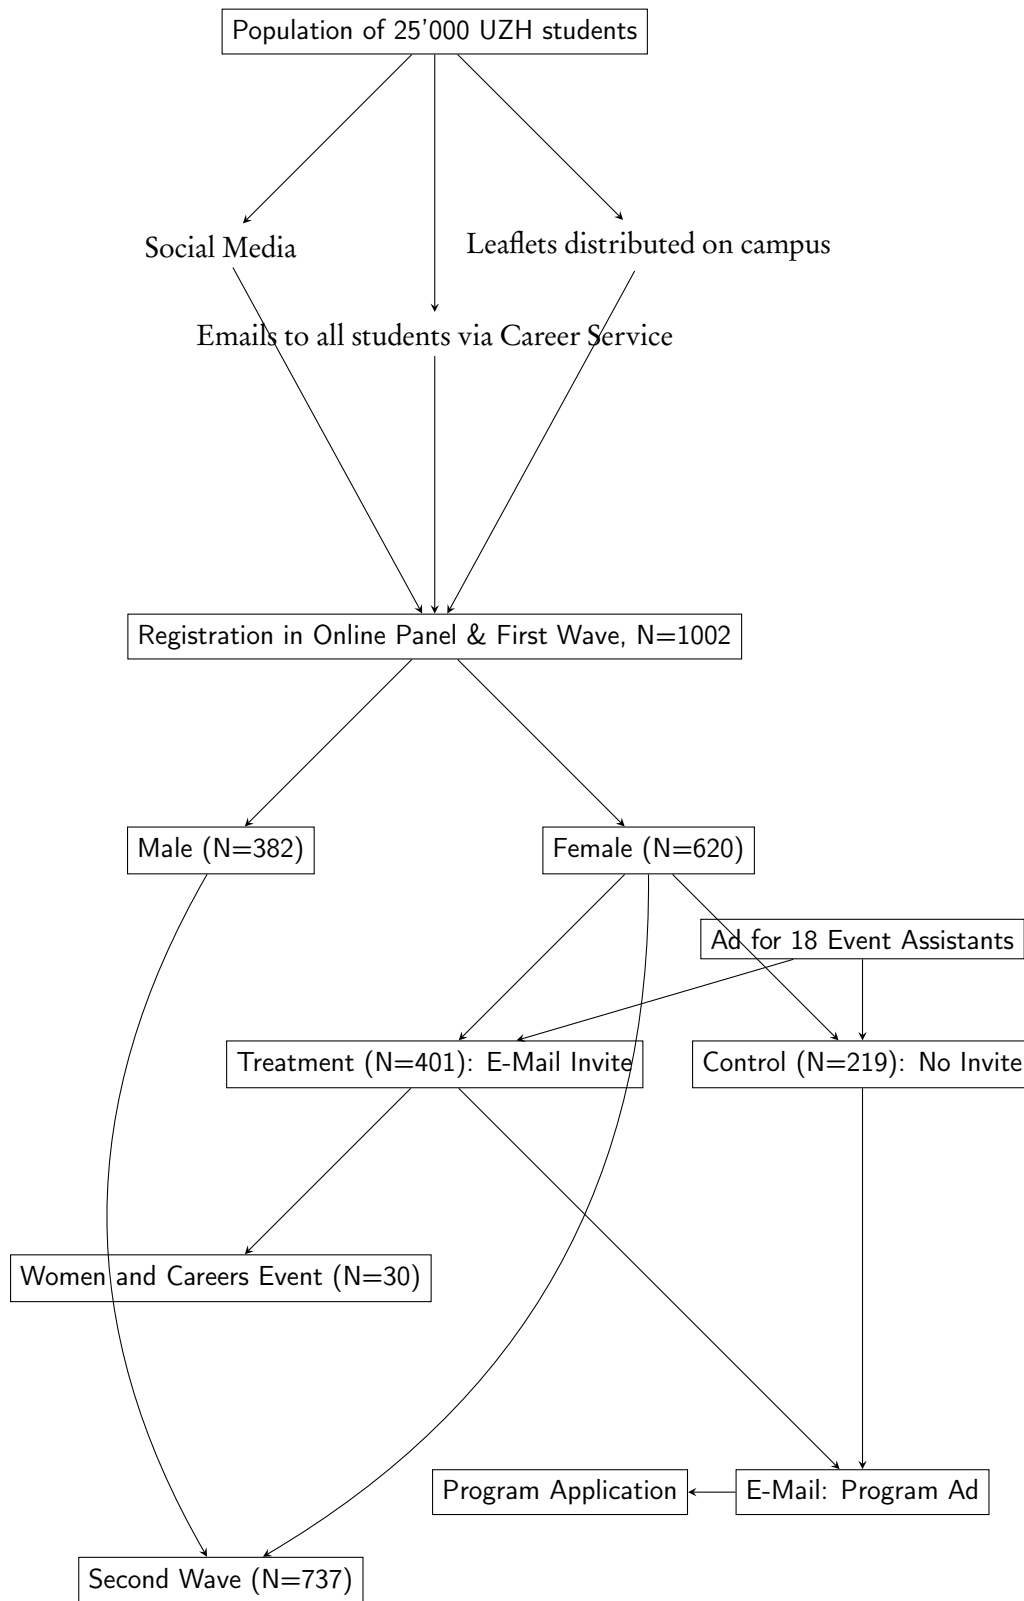 Population of 25'000 UZH students
Social Media
Leaflets distributed on campus
Emails to all students via Career Service
Registration in Online Panel & First Wave, N=1002
Male (N=382)
Female (N=620)
Ad for 18 Event Assistants
Treatment (N=401): E-Mail Invite
Control (N=219): No Invite
Women and Careers Event (N=30)
Program Application
E-Mail: Program Ad
Second Wave (N=737)